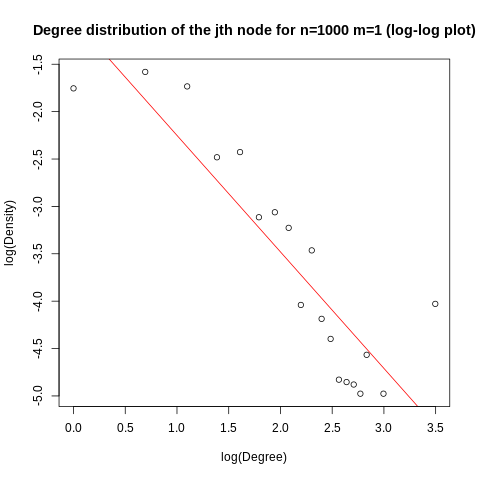 Degree distribution of the jth node for n=1000 m=1 (log-log plot)
-1.5
-2.0
-2.5
-3.0
-3.5
-4.0
-4.5
-5.0
log(Density)
0.0 0.5 1.0 1.5 2.0 2.5 3.0 3.5
log(Degree)